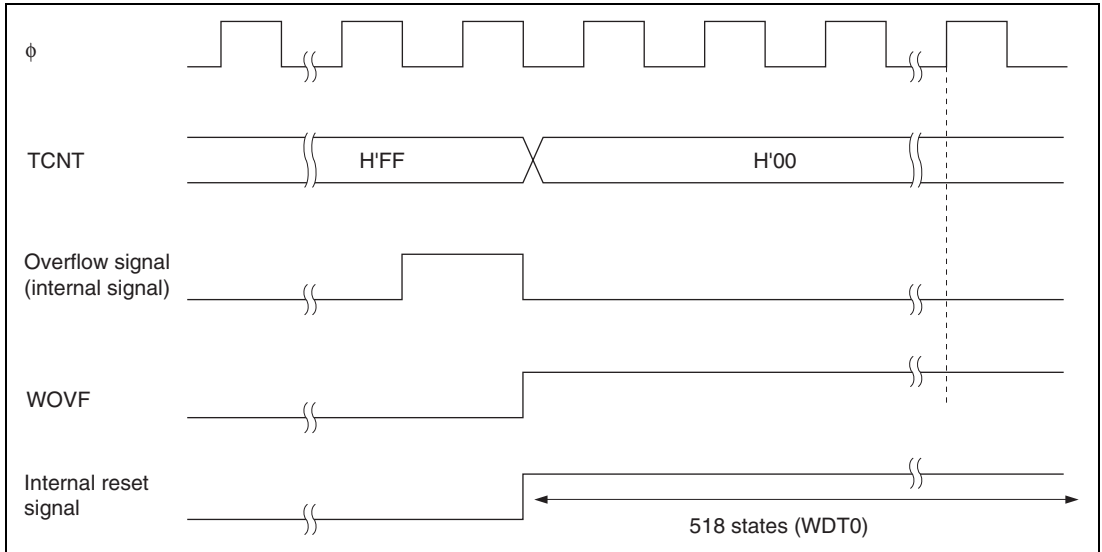 ϕ
TCNT
H'FF
H'00
Overflow signal
(internal signal)
WOVF
Internal reset
signal
518 states (WDT0)